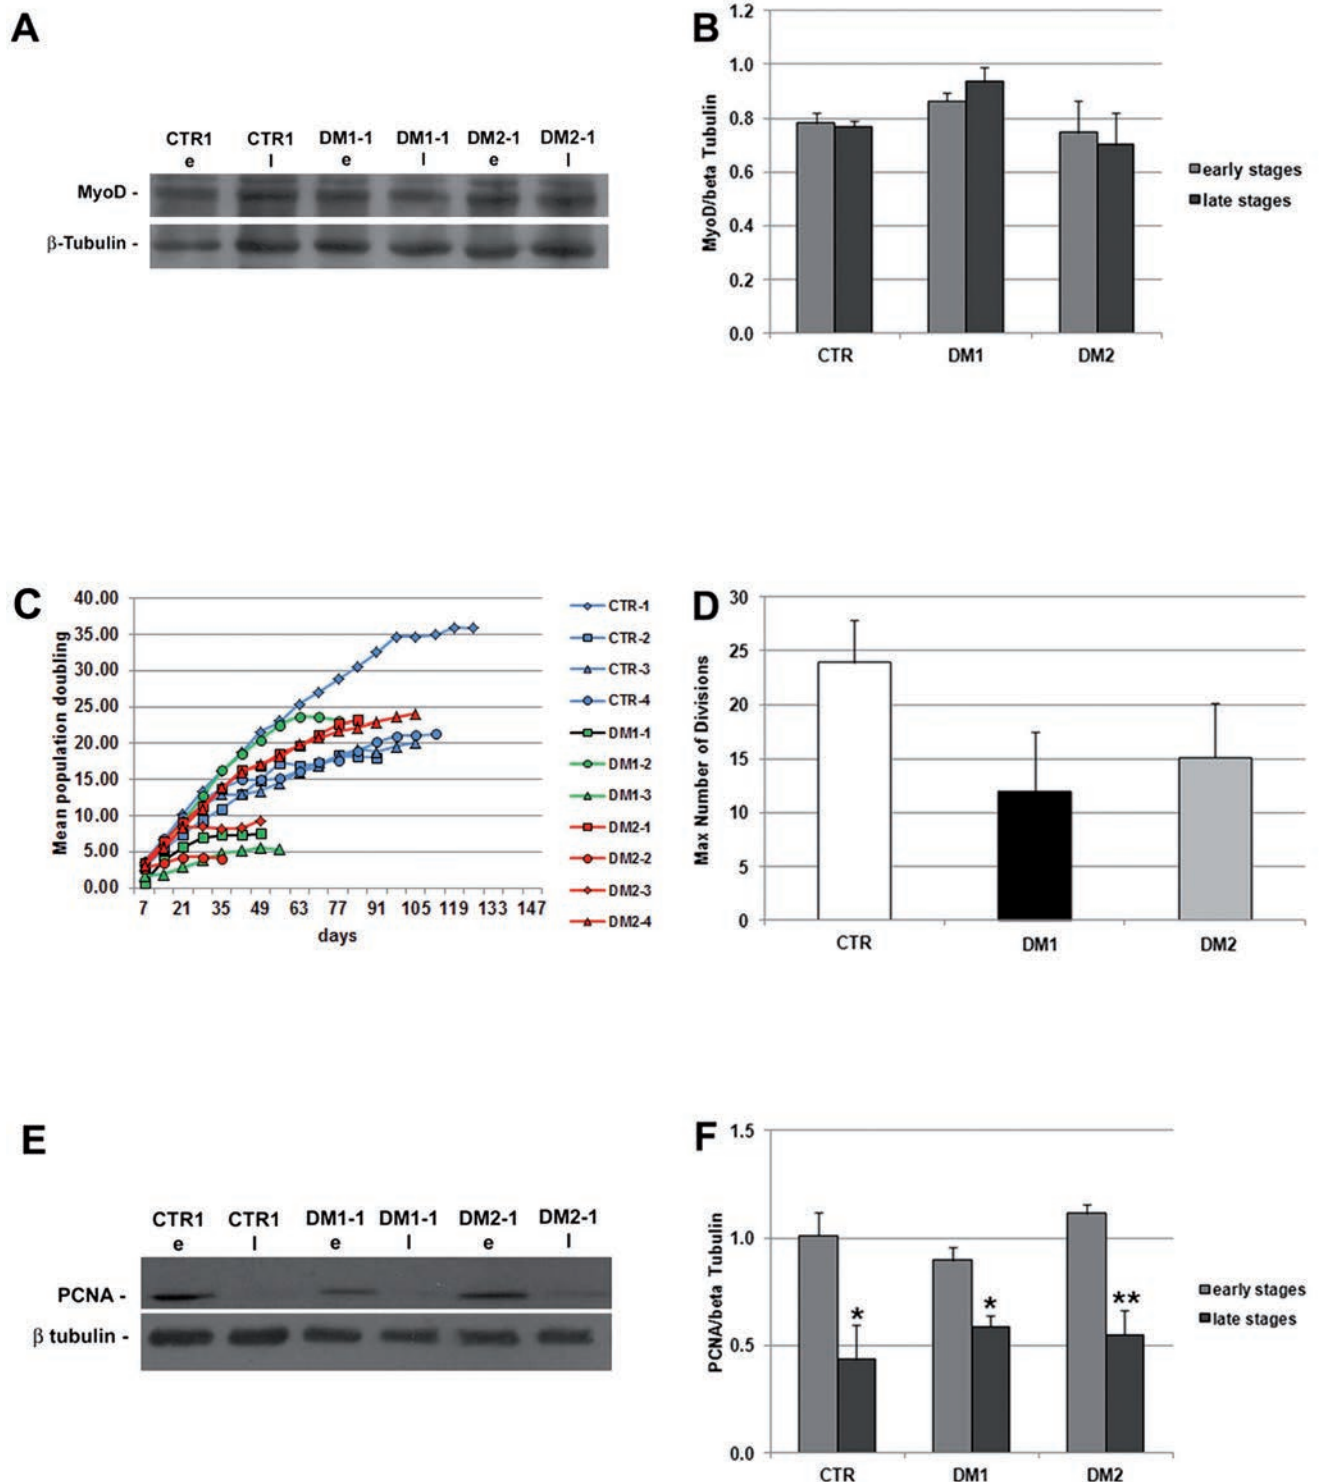 A
CTR1 CTR1 DM1-1 DM1-1 DM2-1 DM2-1
e l e l e l
MyoD -
β-Tubulin -
B
MyoD/beta Tubulin
1.2
1.0
0.8
0.6
0.4
0.2
0.0
CTR DM1 DM2
early stages
late stages
C
Mean population doubling
40.00
35.00
30.00
25.00
20.00
15.00
10.00
5.00
0.00
7 21 35 49 63 77 91 105 119 133 147
days
CTR-1
CTR-2
CTR-3
CTR-4
DM1-1
DM1-2
DM1-3
DM2-1
DM2-2
DM2-3
DM2-4
D
Max Number of Divisions
30
25
20
15
10
5
0
CTR DM1 DM2
E
CTR1 CTR1 DM1-1 DM1-1 DM2-1 DM2-1
e l e l e l
PCNA -
β tubulin -
F
PCNA/beta Tubulin
1.5
1.0
0.5
0.0
* * **
CTR DM1 DM2
early stages
late stages